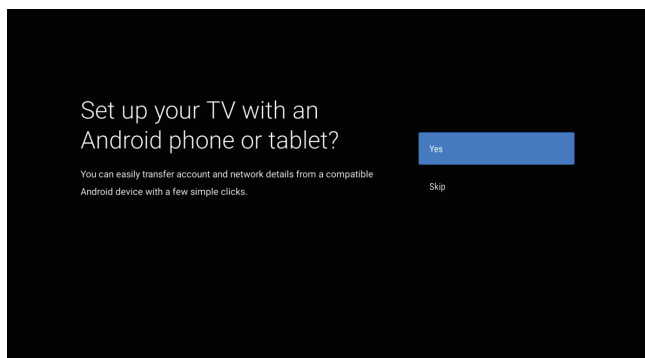 Set up your TV with an
Android phone or tablet?
You can easily transfer account and network details from a compatible
Android device with a few simple clicks.
Yes
Skip